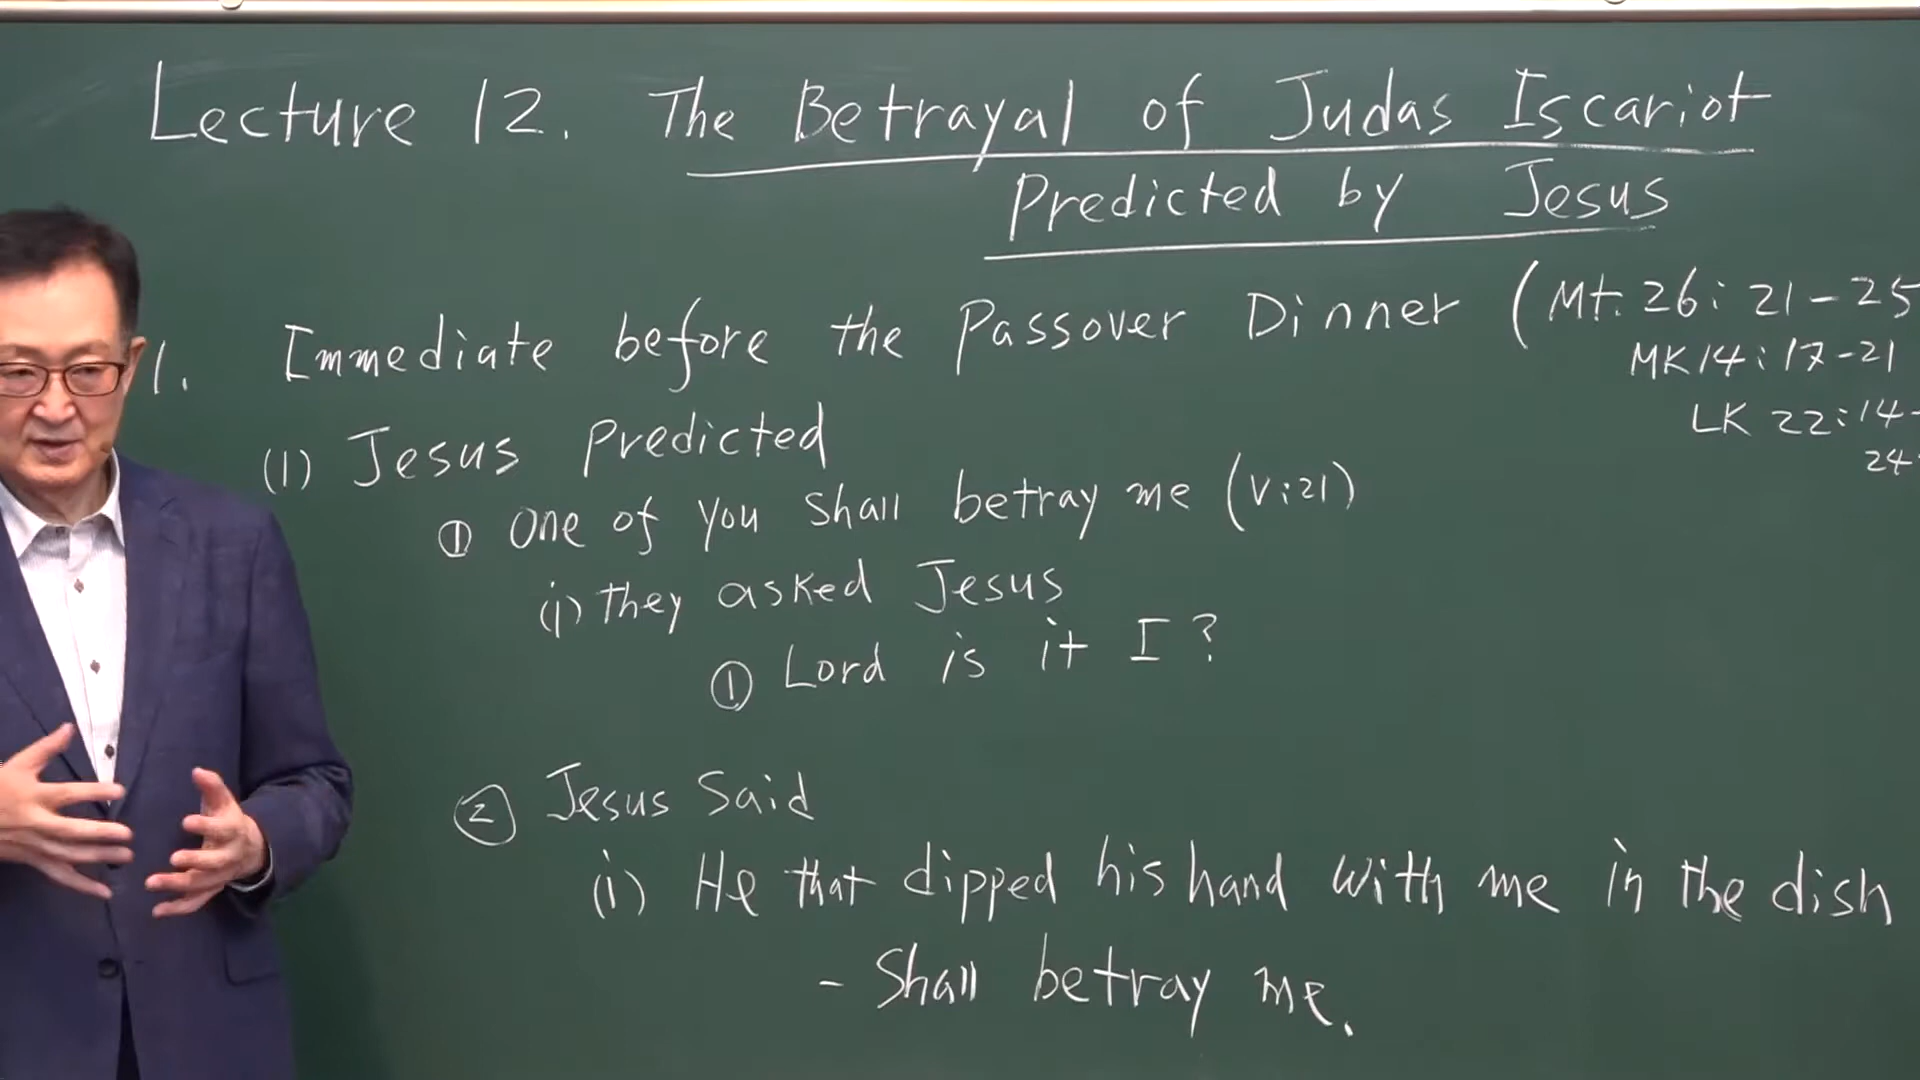 Lecture 12. The Betrayal of Judas Iscariot
Predicted by Jesus
1. Immediate before the Passover Dinner (Mt. 26: 21-25
MK 14: 17-21
LK 22: 14-
24-
(1) Jesus predicted
① One of you shall betray me (V: 21)
(i) they asked Jesus
① Lord is it I?
② Jesus Said
(i) He that dipped his hand with me in the dish
- Shall betray me.